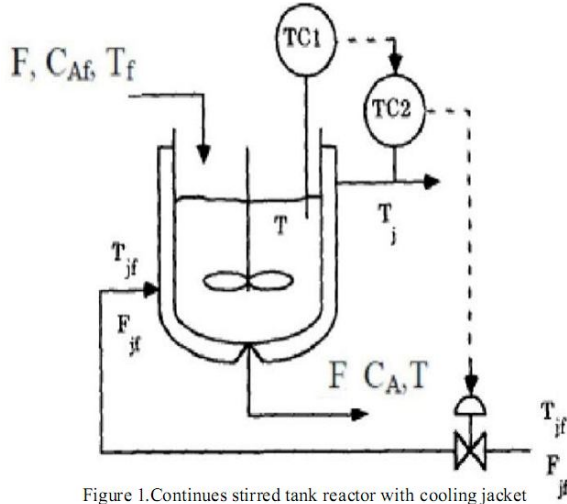 TC1
F, CAf, Tf
TC2
T
Tj
Tjf
Fjf
F CA,T
Tjf
Fjf
Figure 1.Continues stirred tank reactor with cooling jacket